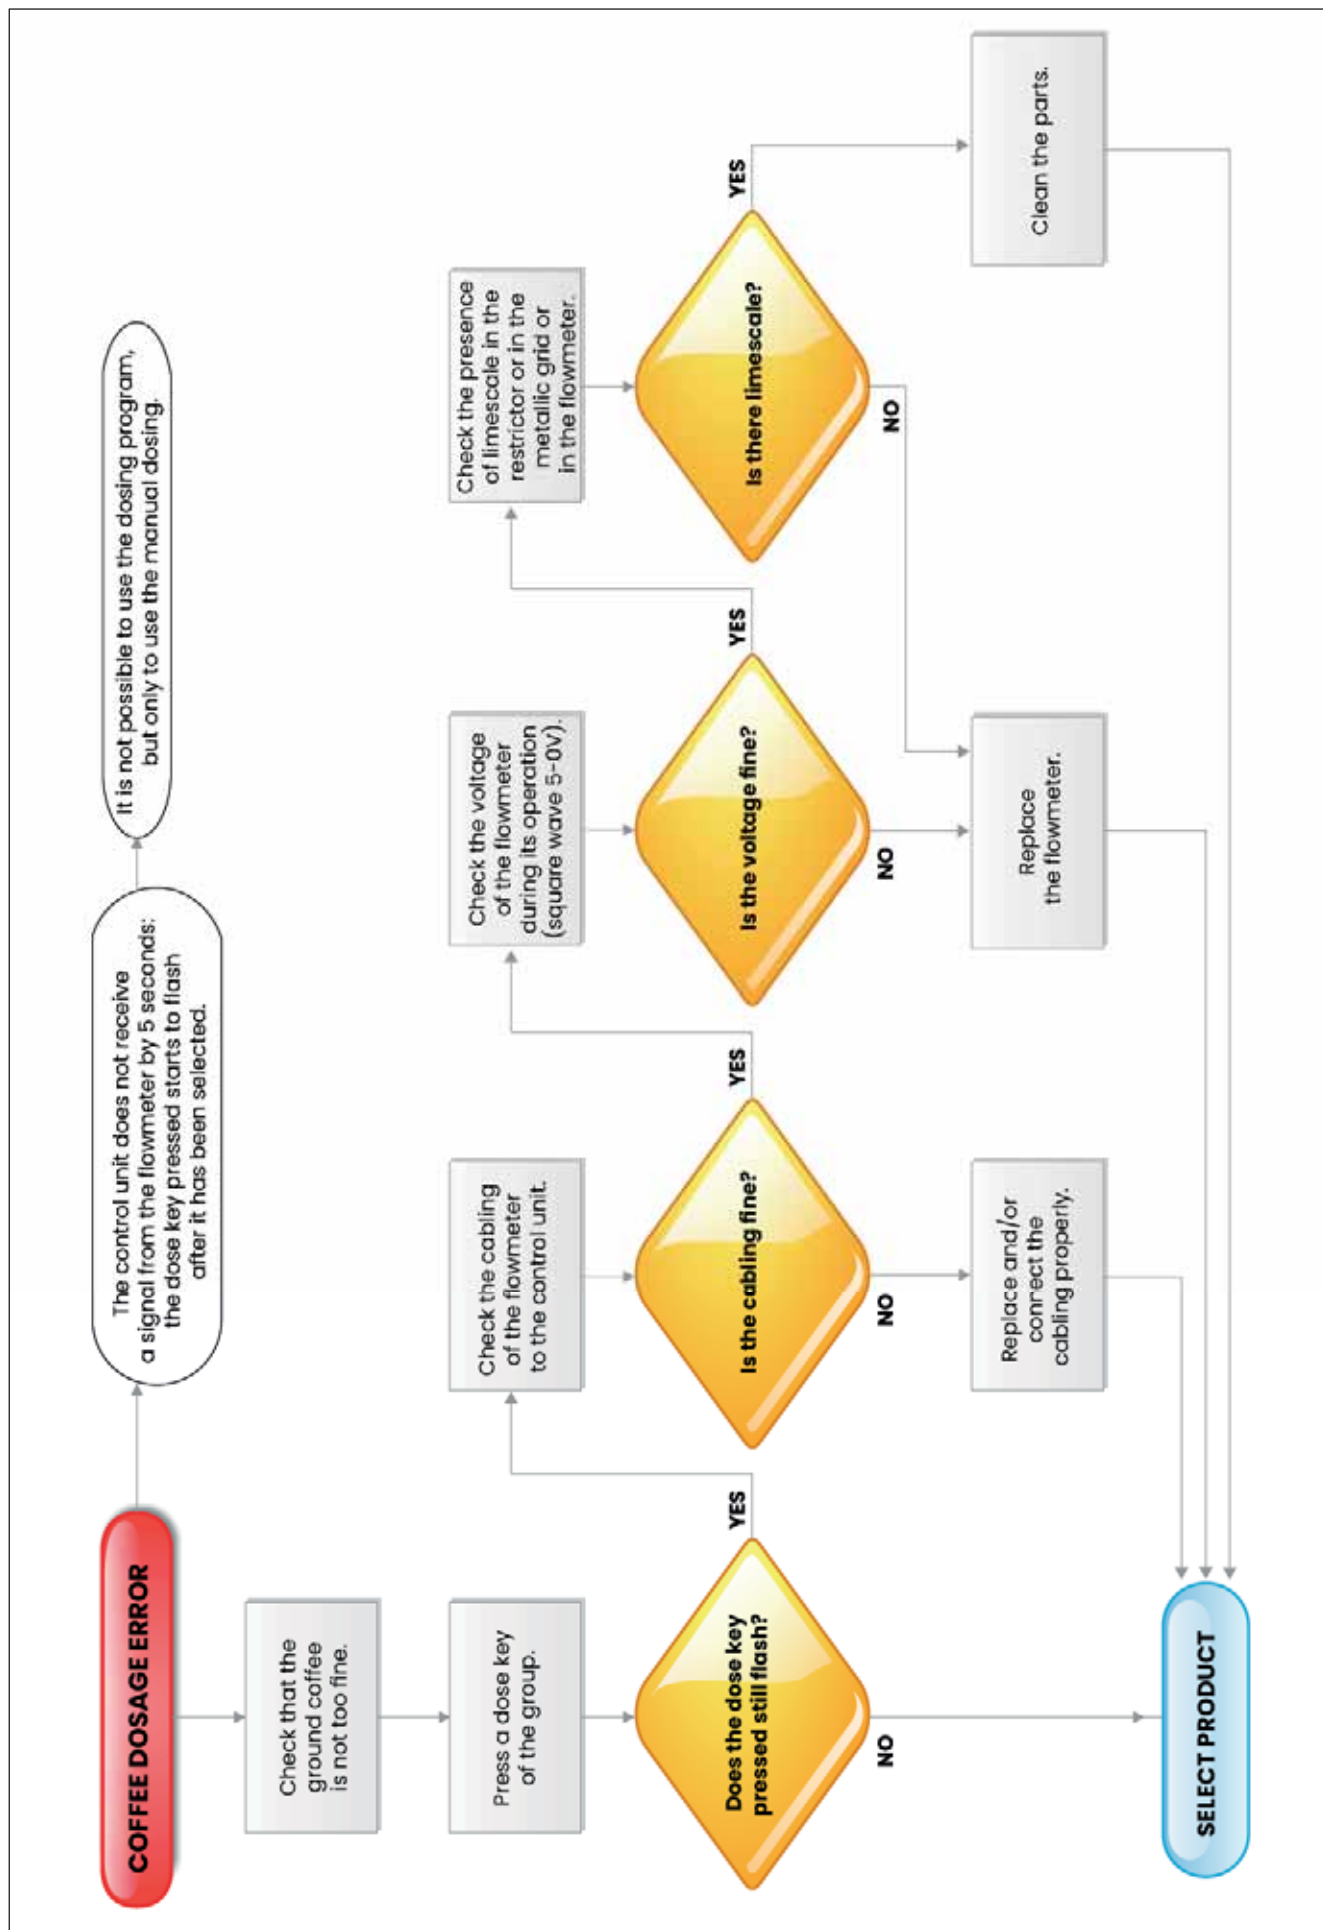 COFFEE DOSAGE ERROR
The control unit does not receive
a signal from the flowmeter by 5 seconds:
the dose key pressed starts to flash
after it has been selected.
It is not possible to use the dosing program,
but only to use the manual dosing.
Check that the
ground coffee
is not too fine.
Press a dose key
of the group.
Does the dose key
pressed still flash?
YES
NO
Check the cabling
of the flowmeter
to the control unit.
Is the cabling fine?
YES
NO
Replace and/or
connect the
cabling properly.
Check the voltage
of the flowmeter
during its operation
(square wave 5-0V).
Is the voltage fine?
YES
NO
Replace
the flowmeter.
Check the presence
of limescale in the
restrictor or in the
metallic grid or
in the flowmeter.
Is there limescale?
YES
NO
Clean the parts.
SELECT PRODUCT